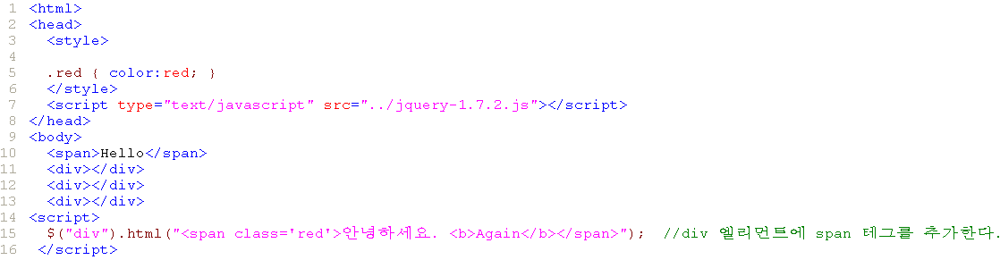 1 <html>
2 <head>
3 <style>
4
5 .red { color:red; }
6 </style>
7 <script type="text/javascript" src="../jquery-1.7.2.js"></script>
8 </head>
9 <body>
10 <span>Hello</span>
11 <div></div>
12 <div></div>
13 <div></div>
14 <script>
15 $("div").html("<span class='red'>안녕하세요. <b>Again</b></span>"); //div 엘리먼트에 span 테그를 추가한다.
16 </script>